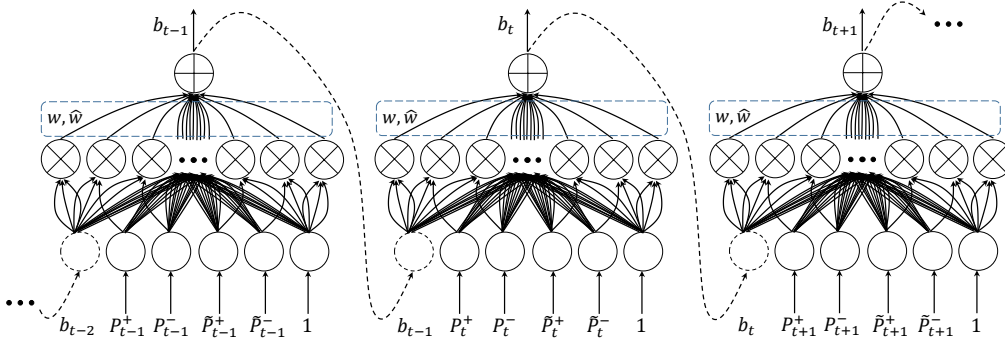 b_{t-1} b_t b_{t+1} •••
w, ŵ w, ŵ w, ŵ
••• ••• •••
••• b_{t-2} P⁺_{t-1} P⁻_{t-1} P̃⁺_{t-1} P̃⁻_{t-1} 1 b_{t-1} P⁺_t P⁻_t P̃⁺_t P̃⁻_t 1 b_t P⁺_{t+1} P⁻_{t+1} P̃⁺_{t+1} P̃⁻_{t+1} 1